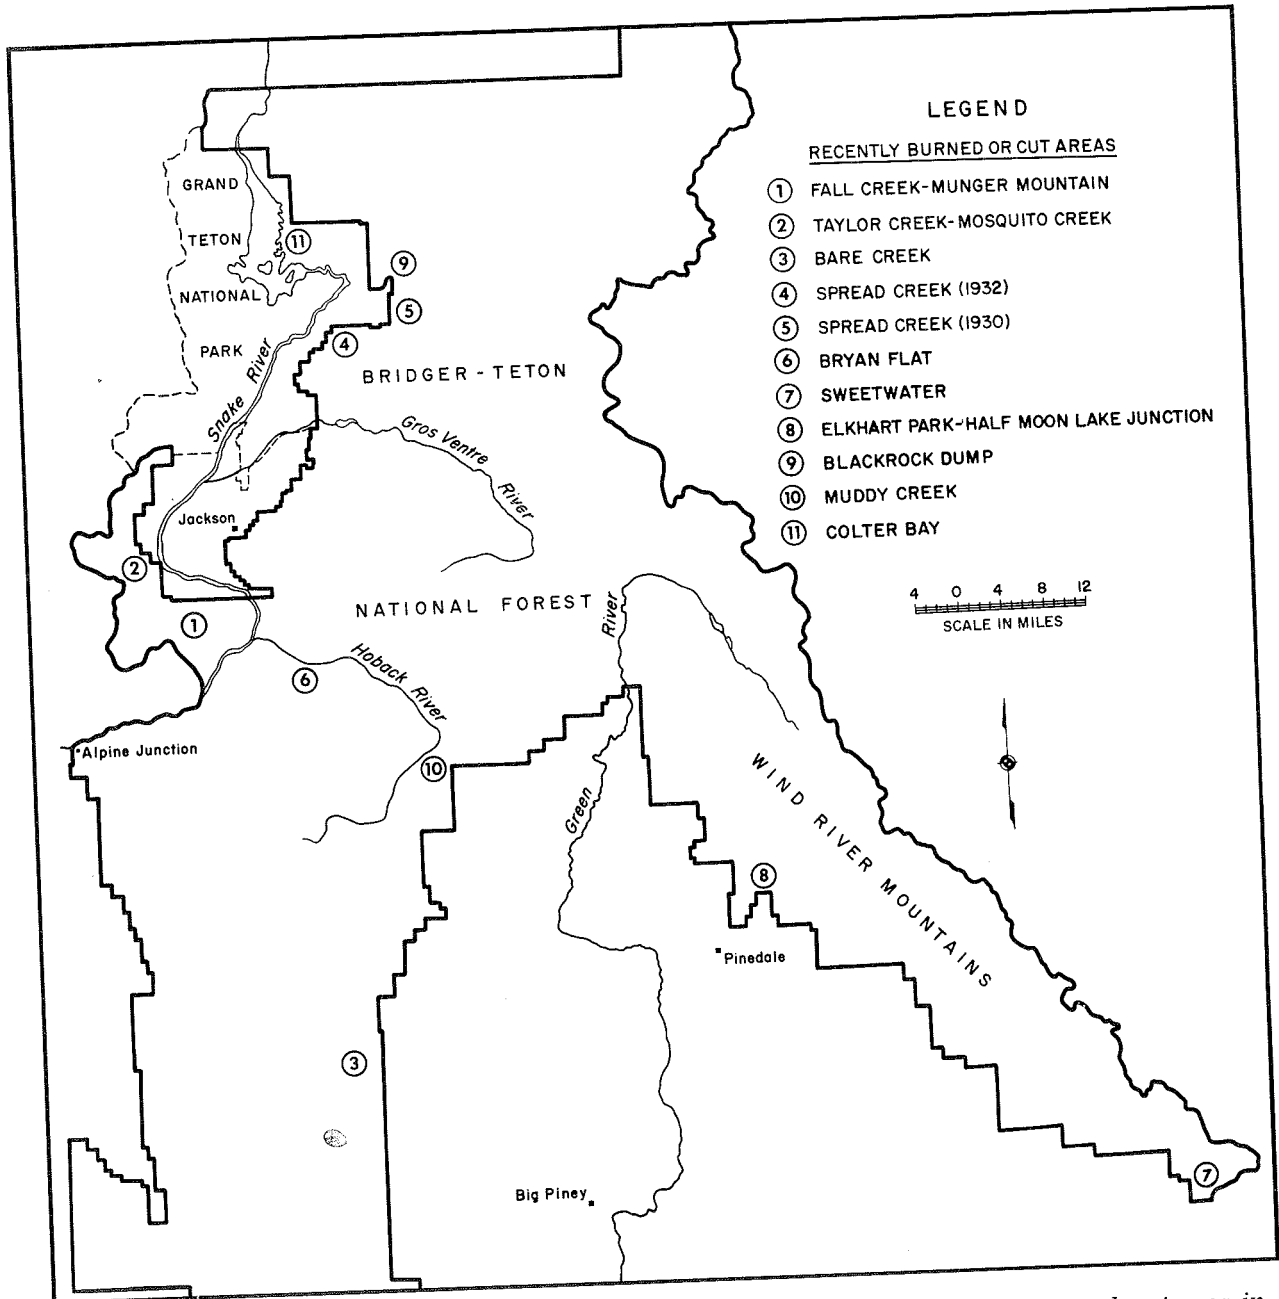 LEGEND
RECENTLY BURNED OR CUT AREAS
1 FALL CREEK-MUNGER MOUNTAIN
2 TAYLOR CREEK-MOSQUITO CREEK
3 BARE CREEK
4 SPREAD CREEK (1932)
5 SPREAD CREEK (1930)
6 BRYAN FLAT
7 SWEETWATER
8 ELKHART PARK-HALF MOON LAKE JUNCTION
9 BLACKROCK DUMP
10 MUDDY CREEK
11 COLTER BAY
4 0 4 8 12
SCALE IN MILES
GRAND
TETON
NATIONAL
PARK
11
9
5
4
Snake River
BRIDGER-TETON
Gros Ventre River
Jackson
2
1
NATIONAL FOREST
River
Hoback River
6
Alpine Junction
10
Green
WIND RIVER MOUNTAINS
8
Pinedale
3
7
Big Piney